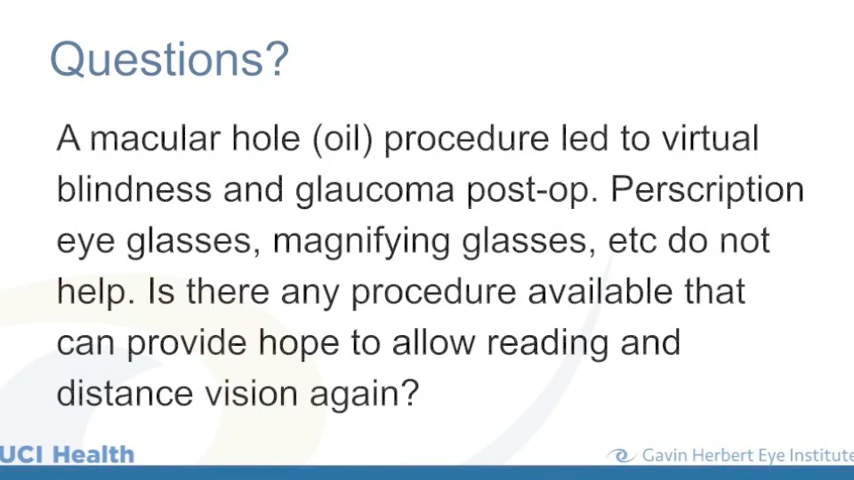 Questions?
A macular hole (oil) procedure led to virtual
blindness and glaucoma post-op. Perscription
eye glasses, magnifying glasses, etc do not
help. Is there any procedure available that
can provide hope to allow reading and
distance vision again?
UCI Health
Gavin Herbert Eye Institute